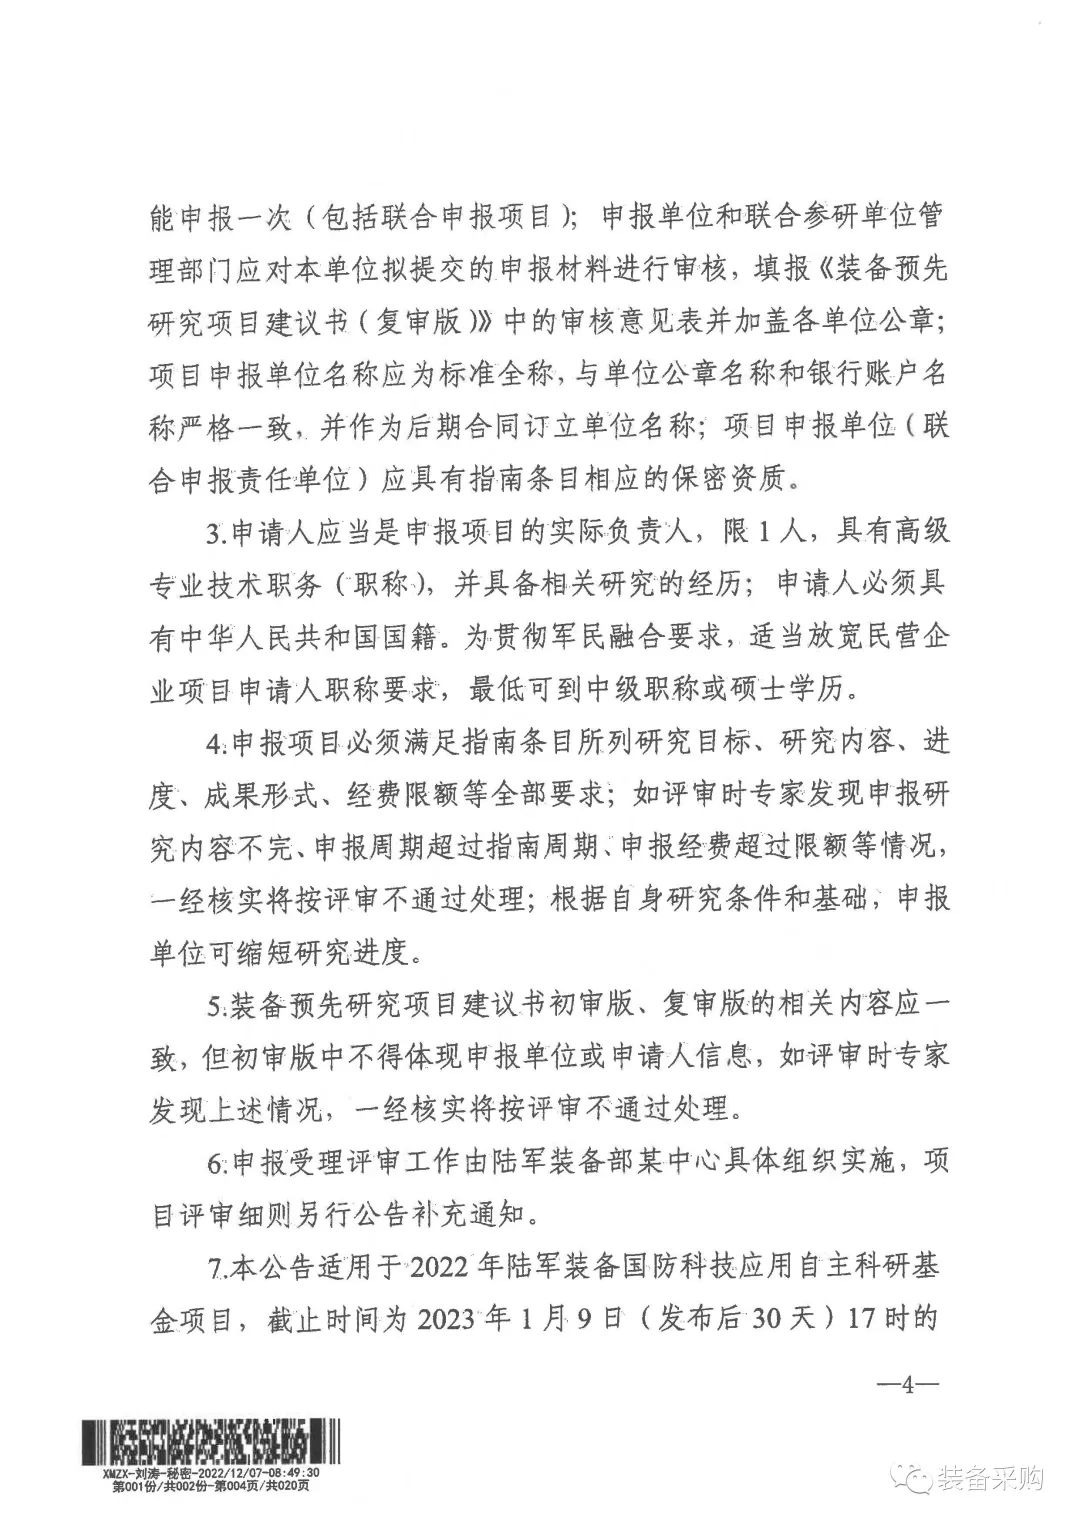 能申报一次（包括联合申报项目）；申报单位和联合参研单位管
理部门应对本单位拟提交的申报材料进行审核，填报《装备预先
研究项目建议书（复审版）》中的审核意见表并加盖各单位公章；
项目申报单位名称应为标准全称，与单位公章名称和银行账户名
称严格一致，并作为后期合同订立单位名称；项目申报单位（联
合申报责任单位）应具有指南条目相应的保密资质。
3.申请人应当是申报项目的实际负责人，限1人，具有高级
专业技术职务（职称），并具备相关研究的经历；申请人必须具
有中华人民共和国国籍。为贯彻军民融合要求，适当放宽民营企
业项目申请人职称要求，最低可到中级职称或硕士学历。
4.申报项目必须满足指南条目所列研究目标、研究内容、进
度、成果形式、经费限额等全部要求；如评审时专家发现申报研
究内容不完、申报周期超过指南周期、申报经费超过限额等情况，
一经核实将按评审不通过处理；根据自身研究条件和基础，申报
单位可缩短研究进度。
5.装备预先研究项目建议书初审版、复审版的相关内容应一
致，但初审版中不得体现申报单位或申请人信息，如评审时专家
发现上述情况，一经核实将按评审不通过处理。
6.申报受理评审工作由陆军装备部某中心具体组织实施，项
目评审细则另行公告补充通知。
7.本公告适用于2022年陆军装备国防科技应用自主科研基
金项目，截止时间为2023年1月9日（发布后30天）17时的
—4—
XMZX-刘涛-秘密-2022/12/07-08:49:30
第001份/共002份-第004页/共020页
装备采购